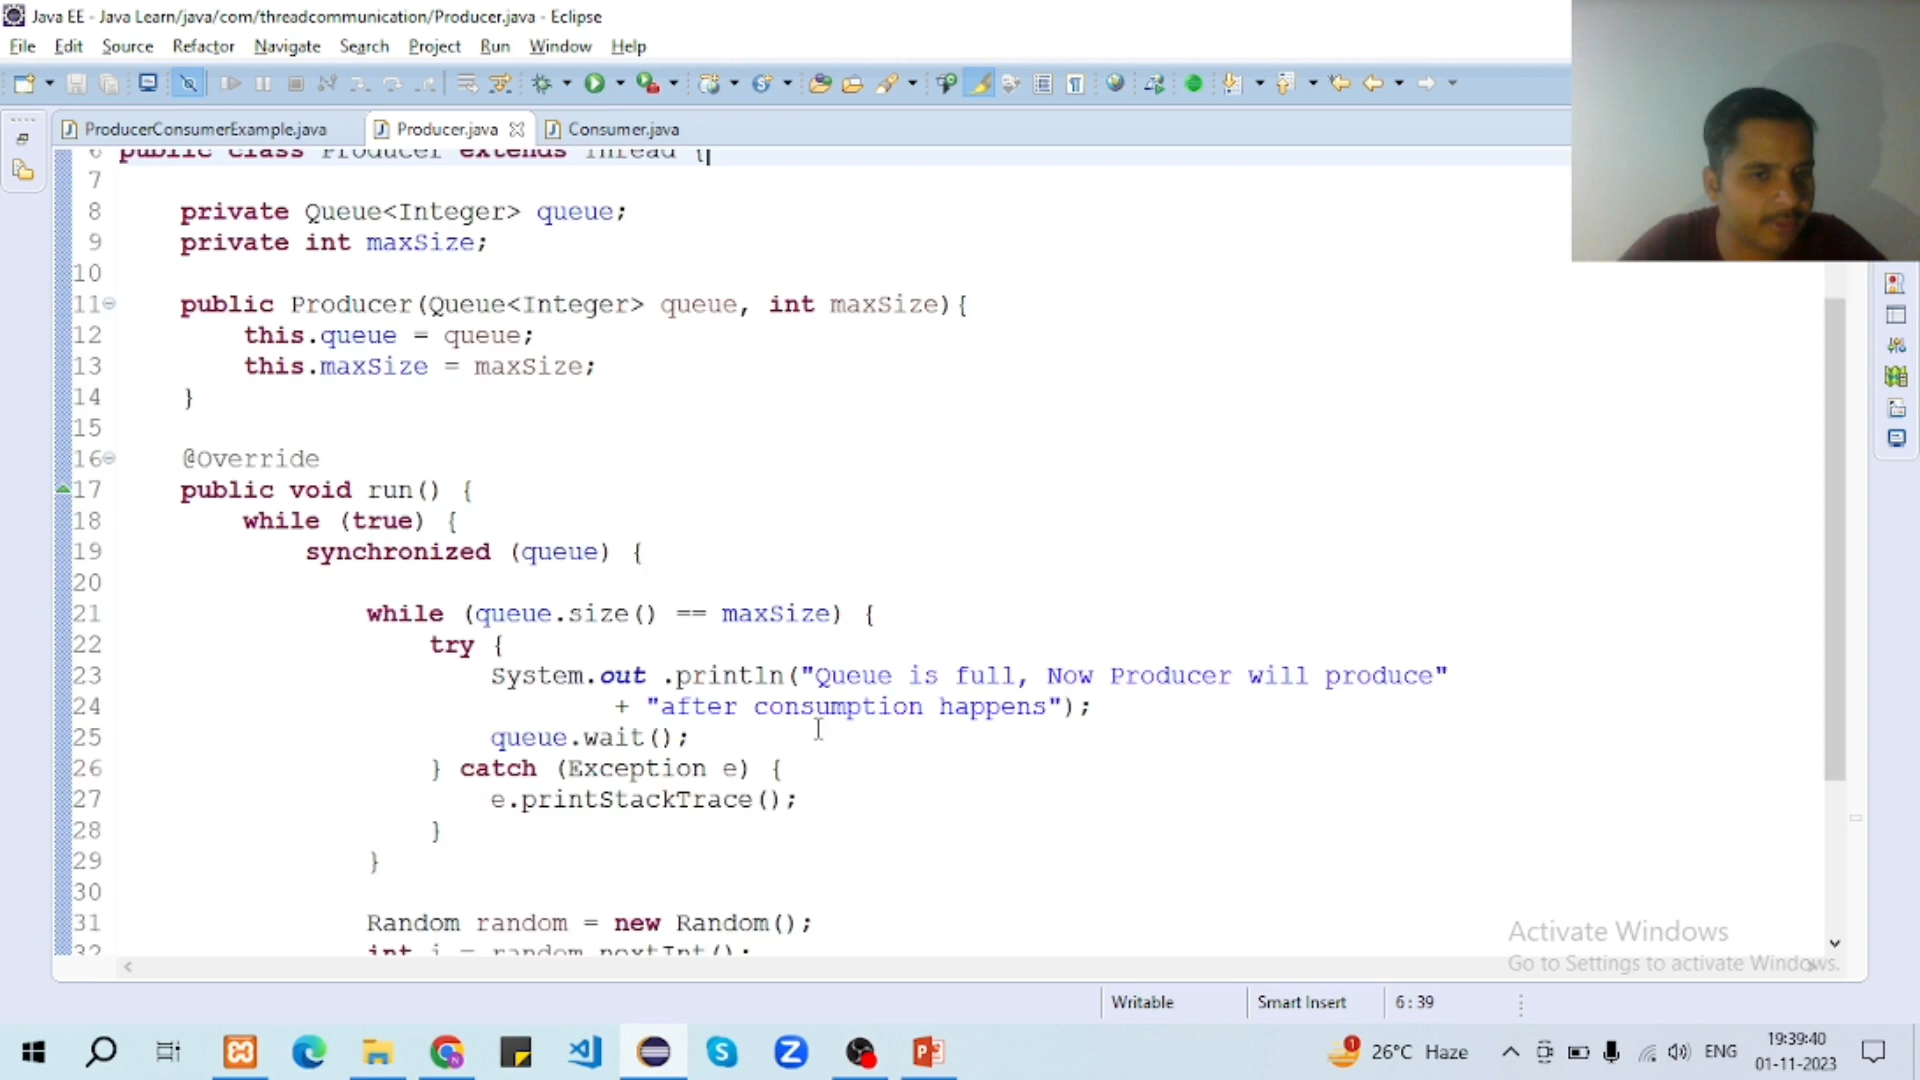 Java EE - Java Learn/java/com/threadcommunication/Producer.java - Eclipse
File Edit Source Refactor Navigate Search Project Run Window Help
ProducerConsumerExample.java Producer.java Consumer.java
6 public class Producer extends Thread {
7
8 private Queue<Integer> queue;
9 private int maxSize;
10
11 public Producer(Queue<Integer> queue, int maxSize){
12 this.queue = queue;
13 this.maxSize = maxSize;
14 }
15
16 @Override
17 public void run() {
18 while (true) {
19 synchronized (queue) {
20
21 while (queue.size() == maxSize) {
22 try {
23 System.out .println("Queue is full, Now Producer will produce"
24 + "after consumption happens");
25 queue.wait();
26 } catch (Exception e) {
27 e.printStackTrace();
28 }
29 }
30
31 Random random = new Random();
32 int i = random.nextInt();
Activate Windows
Go to Settings to activate Windows.
Writable Smart Insert 6 : 39
1 26°C Haze ENG 19:39:40
01-11-2023